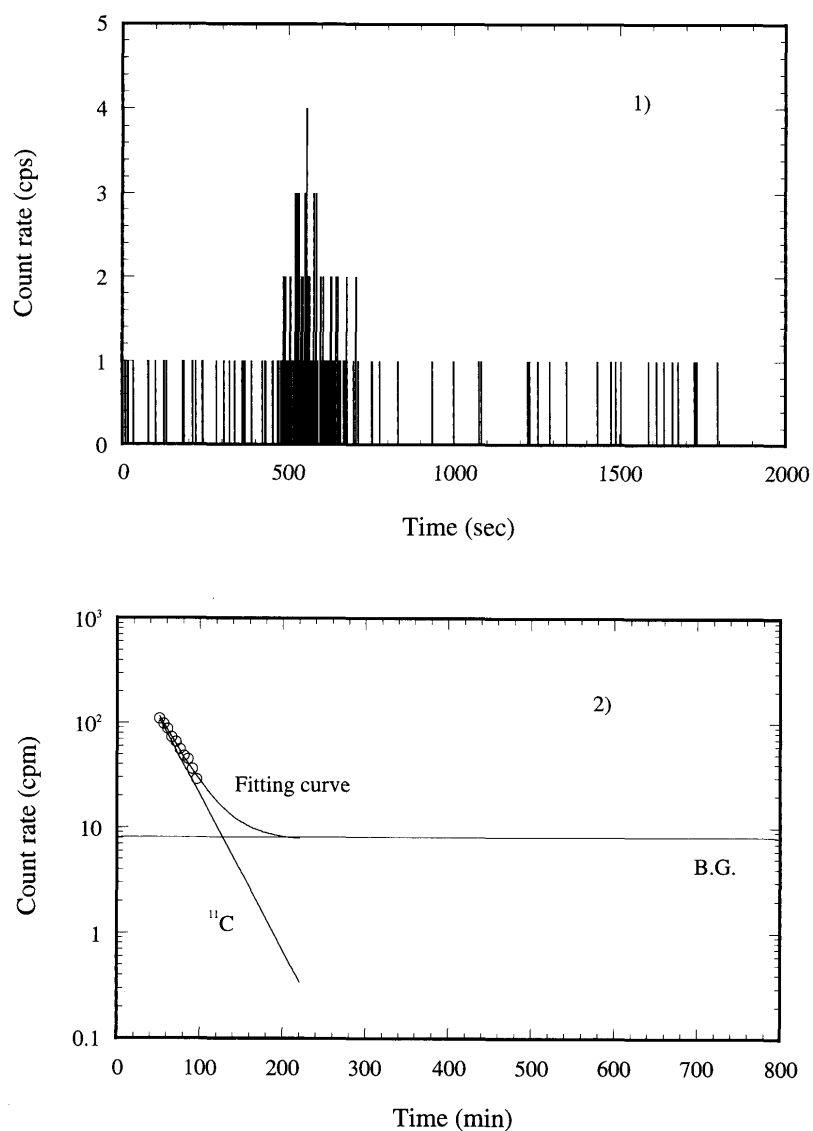 5
4
3
2
1
0
Count rate (cps)
1)
0 500 1000 1500 2000
Time (sec)
10³
10²
10
1
0.1
Count rate (cpm)
2)
Fitting curve
B.G.
¹¹C
0 100 200 300 400 500 600 700 800
Time (min)